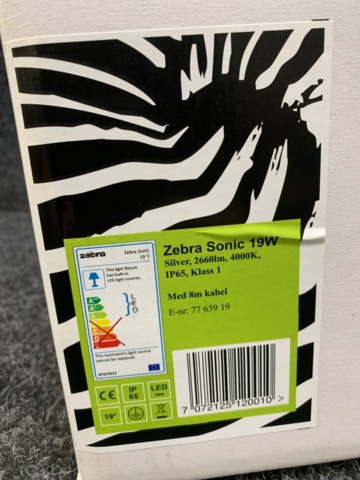 Zebra Sonic 19W
Silver, 2660lm, 4000K,
IP65, Klass 1
Med 8m kabel
E-nr: 77 659 19
7 072125 120010 >
zebra
Zebra Sonic
19
This light fixture
has built-in
LED light sources.
A++
A+
A
B
C
D
E
L
E
D
This luminaire's light source
cannot be replaced.
874/2012
CE
IP
65
LED
19°